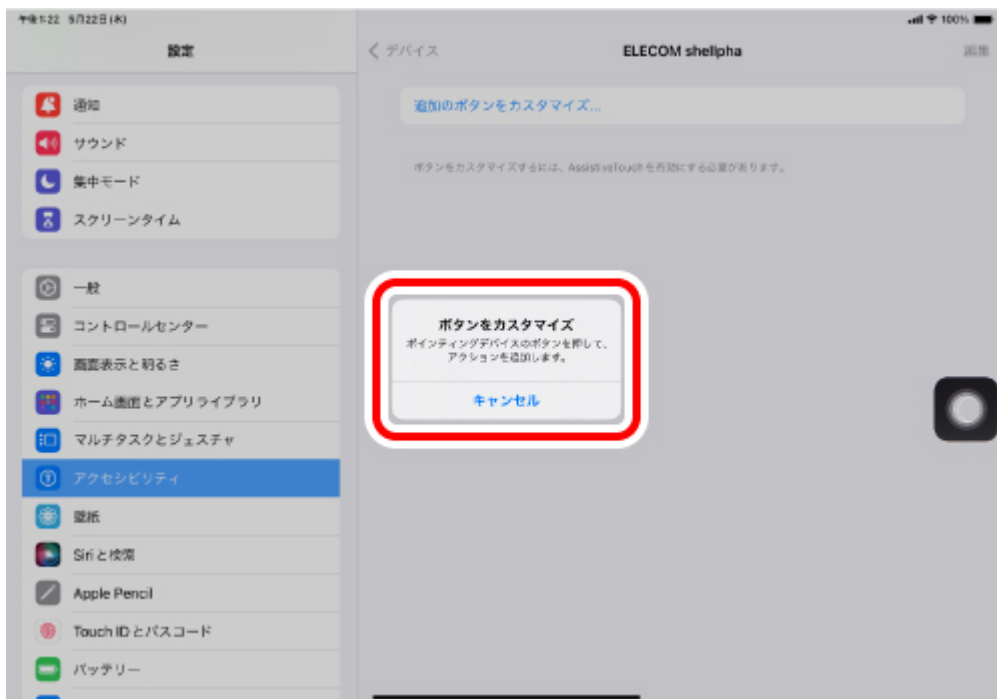 午後1:22 5月22日(水)
100%
設定
デバイス
ELECOM shellpha
編集
通知
サウンド
集中モード
スクリーンタイム
一般
コントロールセンター
画面表示と明るさ
ホーム画面とアプリライブラリ
マルチタスクとジェスチャ
アクセシビリティ
壁紙
Siriと検索
Apple Pencil
Touch IDとパスコード
バッテリー
追加のボタンをカスタマイズ...
ボタンをカスタマイズするには、AssistiveTouchを有効にする必要があります。
ボタンをカスタマイズ
ポインティングデバイスのボタンを押して、
アクションを追加します。
キャンセル